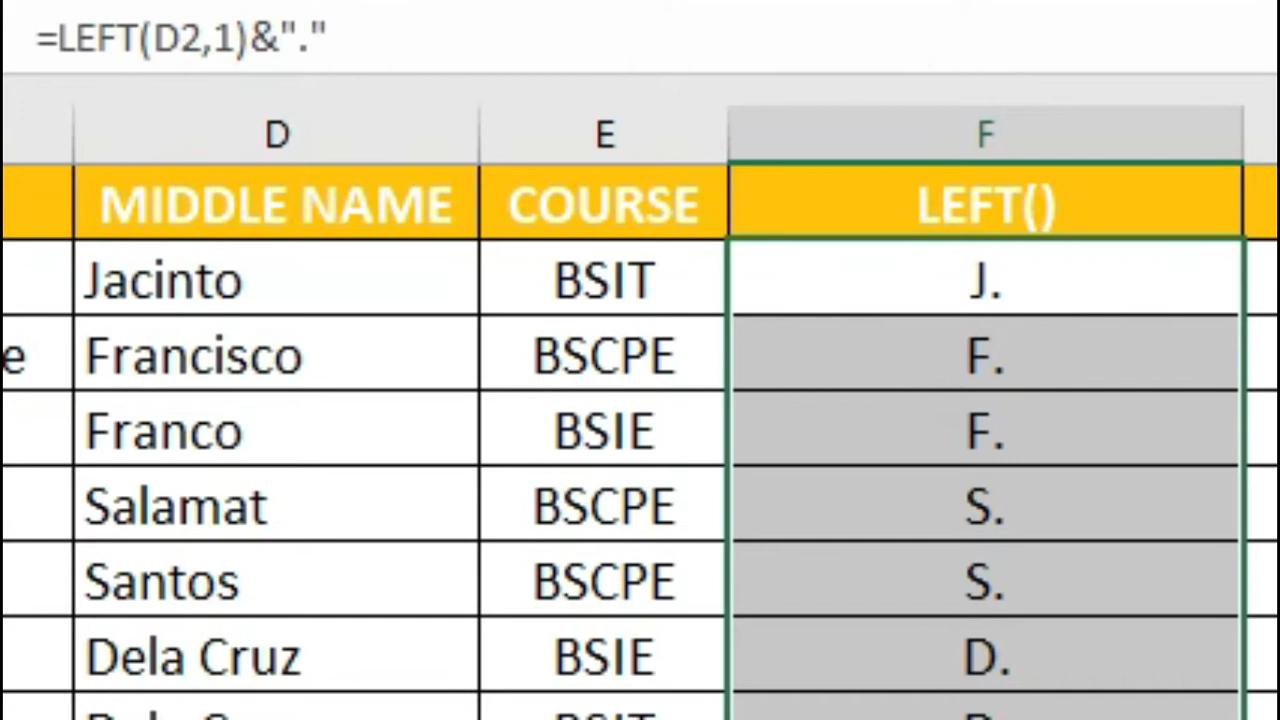 =LEFT(D2,1)&"."
D E F
MIDDLE NAME COURSE LEFT()
Jacinto BSIT J.
e Francisco BSCPE F.
Franco BSIE F.
Salamat BSCPE S.
Santos BSCPE S.
Dela Cruz BSIE D.